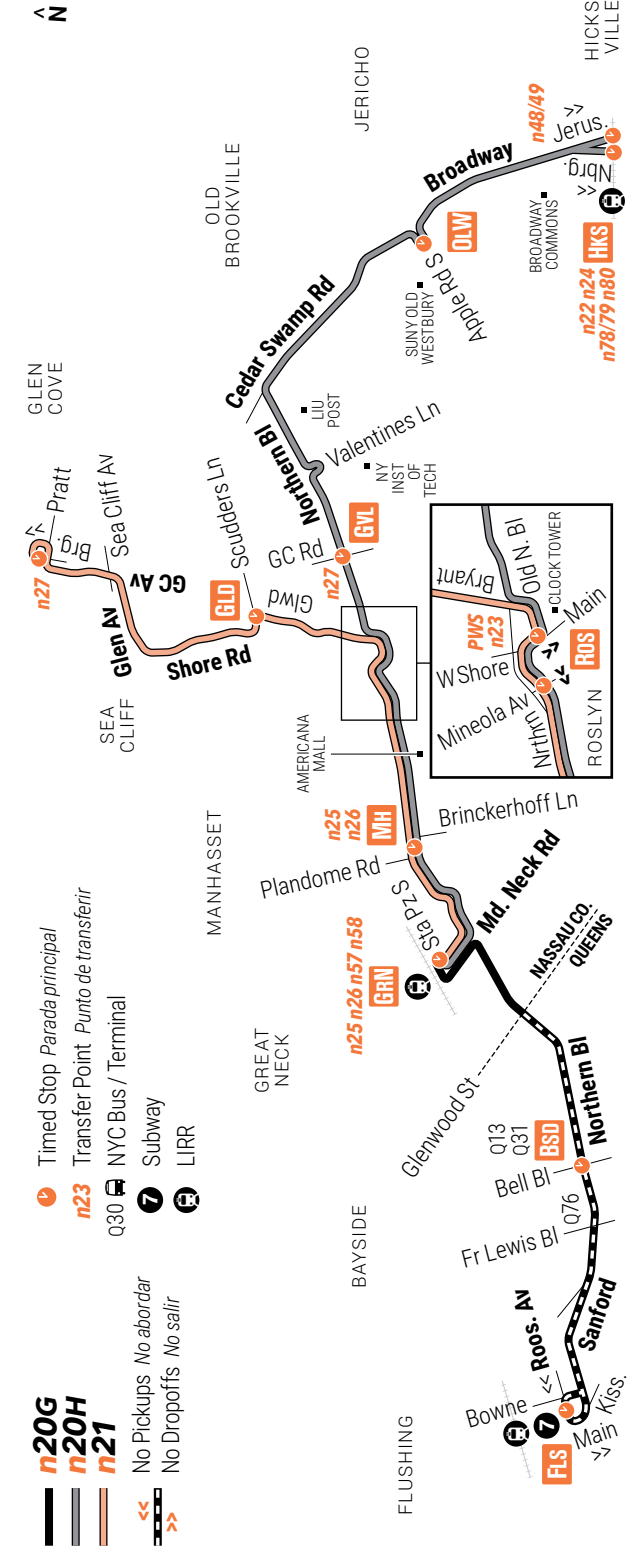 n20G
n20H
n21
<< No Pickups No abordar
>> No Dropoffs No salir
Timed Stop Parada principal
n23 Transfer Point Punto de transferir
Q30 NYC Bus / Terminal
7 Subway
LIRR
N
FLUSHING
BAYSIDE
GREAT
NECK
MANHASSET
SEA
CLIFF
GLEN
COVE
OLD
BROOKVILLE
JERICHO
HICKS
VILLE
FLS
7
Main
>>
Kiss.
Bowne
<<
Roos. Av
Sanford
Fr Lewis Bl
Q76
Bell Bl
Q13
Q31
BSD
Northern Bl
Glenwood St
NASSAU CO.
QUEENS
n25 n26 n57 n58
GRN
Sta Pz S
Md. Neck Rd
Plandome Rd
n25
n26
MH
Brinckerhoff Ln
AMERICANA
MALL
Shore Rd
Glen Av
GC Av
Sea Cliff Av
n27
Brg.
<<
Pratt
GLD
Scudders Ln
Glwd
GC Rd
n27
GVL
Northern Bl
Valentines Ln
NY
INST
OF
TECH
LIU
POST
Cedar Swamp Rd
SUNY OLD
WESTBURY
Apple Rd S
OLW
Broadway
BROADWAY
COMMONS
n48/49
>>
Jerus.
Nbrg.
<<
n22 n24
n78/79 n80
HKS
ROSLYN
Nrthn
Mineola Av
W Shore
PWS
n23
Bryant
Old N. Bl
CLOCK TOWER
Main
<<
>>
ROS